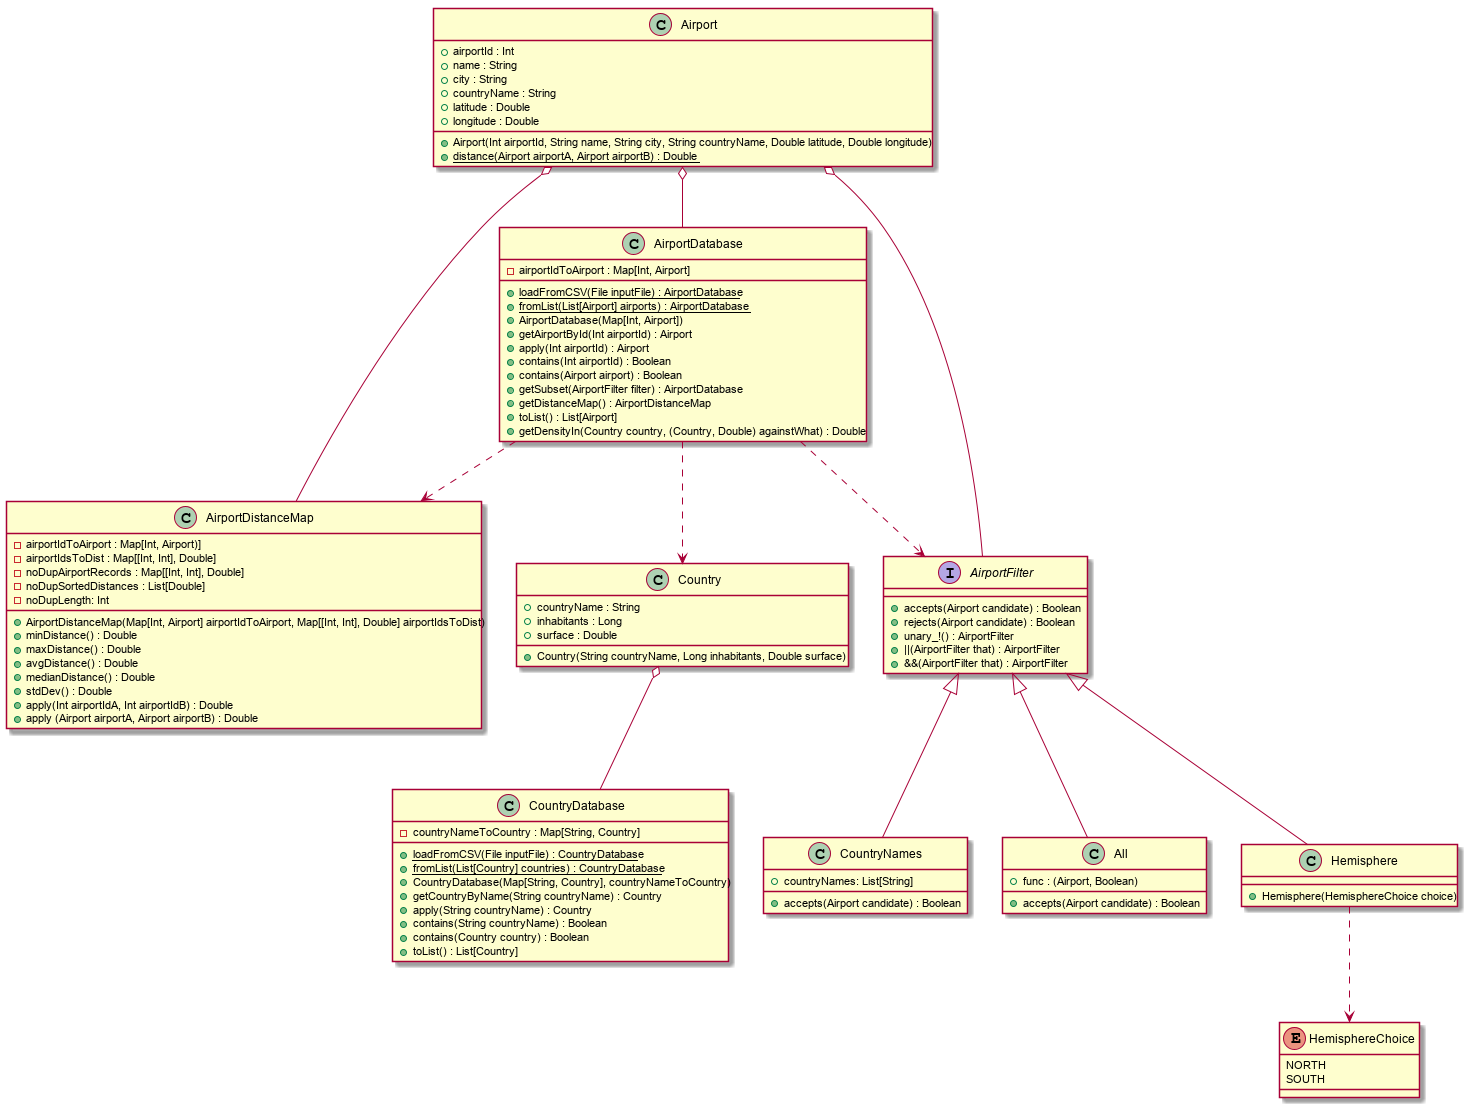 C Airport
airportId : Int
name : String
city : String
countryName : String
latitude : Double
longitude : Double
Airport(Int airportId, String name, String city, String countryName, Double latitude, Double longitude)
distance(Airport airportA, Airport airportB) : Double
C AirportDatabase
airportIdToAirport : Map[Int, Airport]
loadFromCSV(File inputFile) : AirportDatabase
fromList(List[Airport] airports) : AirportDatabase
AirportDatabase(Map[Int, Airport])
getAirportById(Int airportId) : Airport
apply(Int airportId) : Airport
contains(Int airportId) : Boolean
contains(Airport airport) : Boolean
getSubset(AirportFilter filter) : AirportDatabase
getDistanceMap() : AirportDistanceMap
toList() : List[Airport]
getDensityIn(Country country, (Country, Double) againstWhat) : Double
C AirportDistanceMap
airportIdToAirport : Map[Int, Airport)]
airportIdsToDist : Map[[Int, Int], Double]
noDupAirportRecords : Map[[Int, Int], Double]
noDupSortedDistances : List[Double]
noDupLength: Int
AirportDistanceMap(Map[Int, Airport] airportIdToAirport, Map[[Int, Int], Double] airportIdsToDist)
minDistance() : Double
maxDistance() : Double
avgDistance() : Double
medianDistance() : Double
stdDev() : Double
apply(Int airportIdA, Int airportIdB) : Double
apply (Airport airportA, Airport airportB) : Double
C Country
countryName : String
inhabitants : Long
surface : Double
Country(String countryName, Long inhabitants, Double surface)
I AirportFilter
accepts(Airport candidate) : Boolean
rejects(Airport candidate) : Boolean
unary_!() : AirportFilter
||(AirportFilter that) : AirportFilter
&&(AirportFilter that) : AirportFilter
C CountryDatabase
countryNameToCountry : Map[String, Country]
loadFromCSV(File inputFile) : CountryDatabase
fromList(List[Country] countries) : CountryDatabase
CountryDatabase(Map[String, Country], countryNameToCountry)
getCountryByName(String countryName) : Country
apply(String countryName) : Country
contains(String countryName) : Boolean
contains(Country country) : Boolean
toList() : List[Country]
C CountryNames
countryNames: List[String]
accepts(Airport candidate) : Boolean
C All
func : (Airport, Boolean)
accepts(Airport candidate) : Boolean
C Hemisphere
Hemisphere(HemisphereChoice choice)
E HemisphereChoice
NORTH
SOUTH